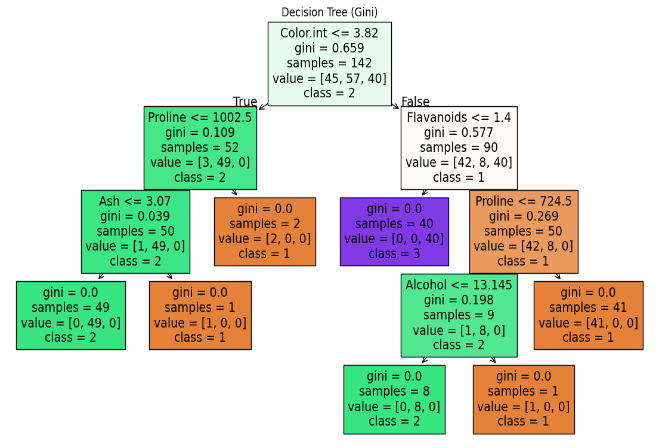 Decision Tree (Gini)
Color.int <= 3.82
gini = 0.659
samples = 142
value = [45, 57, 40]
class = 2
True
False
Proline <= 1002.5
gini = 0.109
samples = 52
value = [3, 49, 0]
class = 2
Flavanoids <= 1.4
gini = 0.577
samples = 90
value = [42, 8, 40]
class = 1
Ash <= 3.07
gini = 0.039
samples = 50
value = [1, 49, 0]
class = 2
gini = 0.0
samples = 2
value = [2, 0, 0]
class = 1
gini = 0.0
samples = 40
value = [0, 0, 40]
class = 3
Proline <= 724.5
gini = 0.269
samples = 50
value = [42, 8, 0]
class = 1
gini = 0.0
samples = 49
value = [0, 49, 0]
class = 2
gini = 0.0
samples = 1
value = [1, 0, 0]
class = 1
Alcohol <= 13.145
gini = 0.198
samples = 9
value = [1, 8, 0]
class = 2
gini = 0.0
samples = 41
value = [41, 0, 0]
class = 1
gini = 0.0
samples = 8
value = [0, 8, 0]
class = 2
gini = 0.0
samples = 1
value = [1, 0, 0]
class = 1